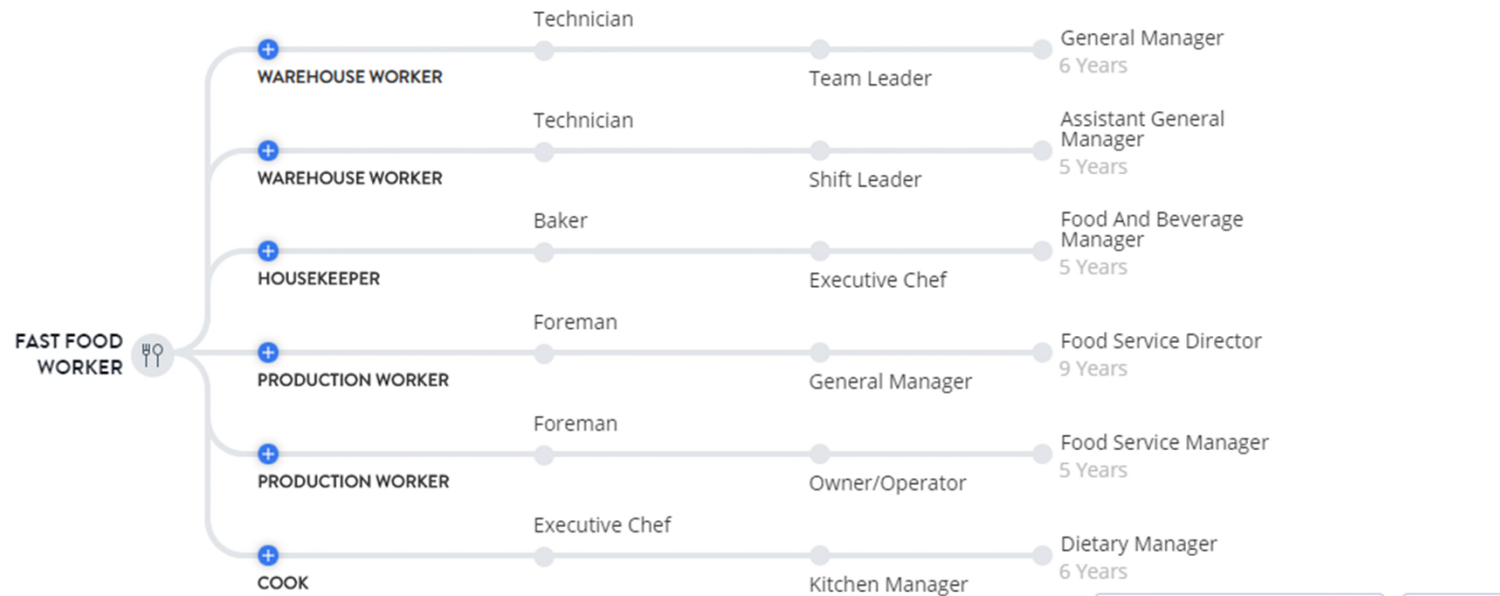 Technician
General Manager
6 Years
WAREHOUSE WORKER
Team Leader
Technician
Assistant General
Manager
5 Years
WAREHOUSE WORKER
Shift Leader
Baker
Food And Beverage
Manager
5 Years
HOUSEKEEPER
Executive Chef
FAST FOOD
WORKER
Foreman
Food Service Director
9 Years
PRODUCTION WORKER
General Manager
Foreman
Food Service Manager
5 Years
PRODUCTION WORKER
Owner/Operator
Executive Chef
Dietary Manager
6 Years
COOK
Kitchen Manager